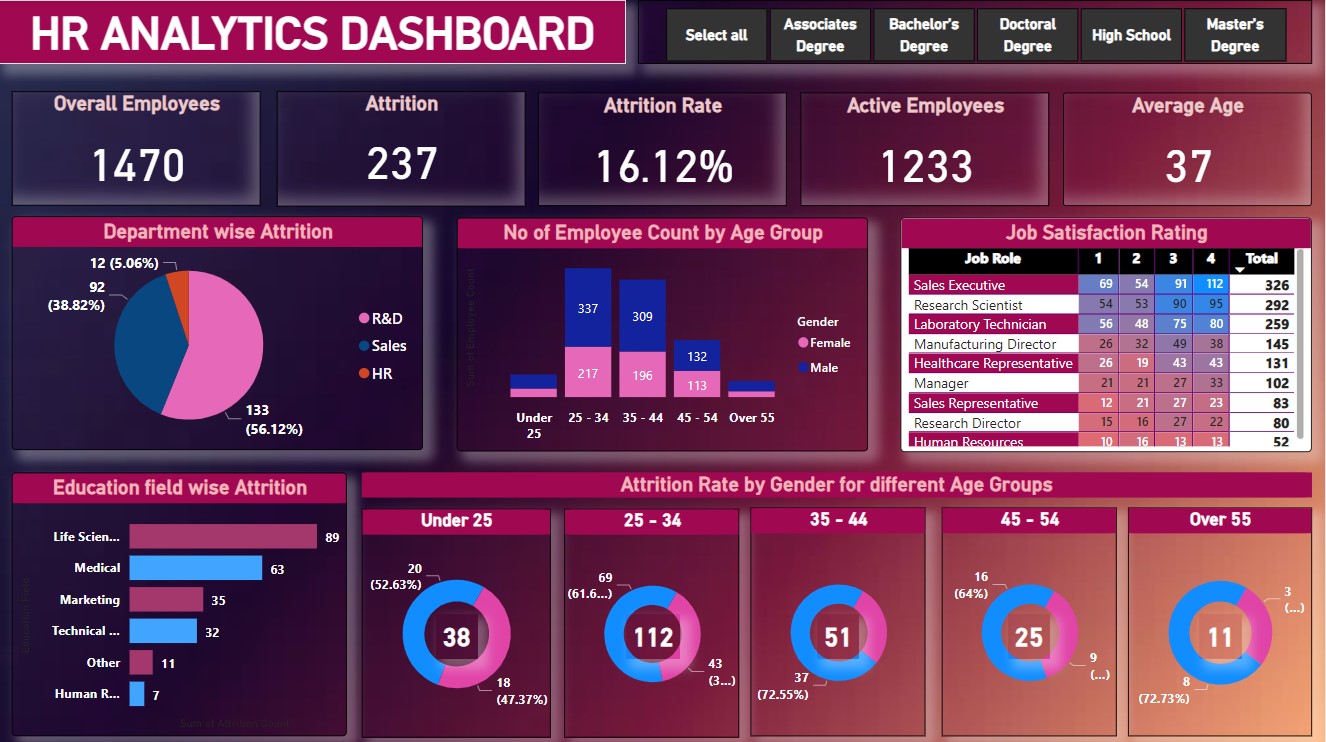 HR ANALYTICS DASHBOARD
Select all
Associates
Degree
Bachelor's
Degree
Doctoral
Degree
High School
Master's
Degree
Overall Employees
1470
Attrition
237
Attrition Rate
16.12%
Active Employees
1233
Average Age
37
Department wise Attrition
12 (5.06%)
92
(38.82%)
133
(56.12%)
R&D
Sales
HR
No of Employee Count by Age Group
Sum of Employee Count
337
217
309
196
132
113
Under
25
25 - 34
35 - 44
45 - 54
Over 55
Gender
Female
Male
Job Satisfaction Rating
Job Role 1 2 3 4 Total
Sales Executive 69 54 91 112 326
Research Scientist 54 53 90 95 292
Laboratory Technician 56 48 75 80 259
Manufacturing Director 26 32 49 38 145
Healthcare Representative 26 19 43 43 131
Manager 21 21 27 33 102
Sales Representative 12 21 27 23 83
Research Director 15 16 27 22 80
Human Resources 10 16 13 13 52
Education field wise Attrition
Education Field
Life Scien... 89
Medical 63
Marketing 35
Technical ... 32
Other 11
Human R... 7
Sum of Attrition Count
Attrition Rate by Gender for different Age Groups
Under 25
20
(52.63%)
38
18
(47.37%)
25 - 34
69
(61.6...)
112
43
(3...)
35 - 44
51
37
(72.55%)
45 - 54
16
(64%)
25
9
(...)
Over 55
3
(...)
11
8
(72.73%)